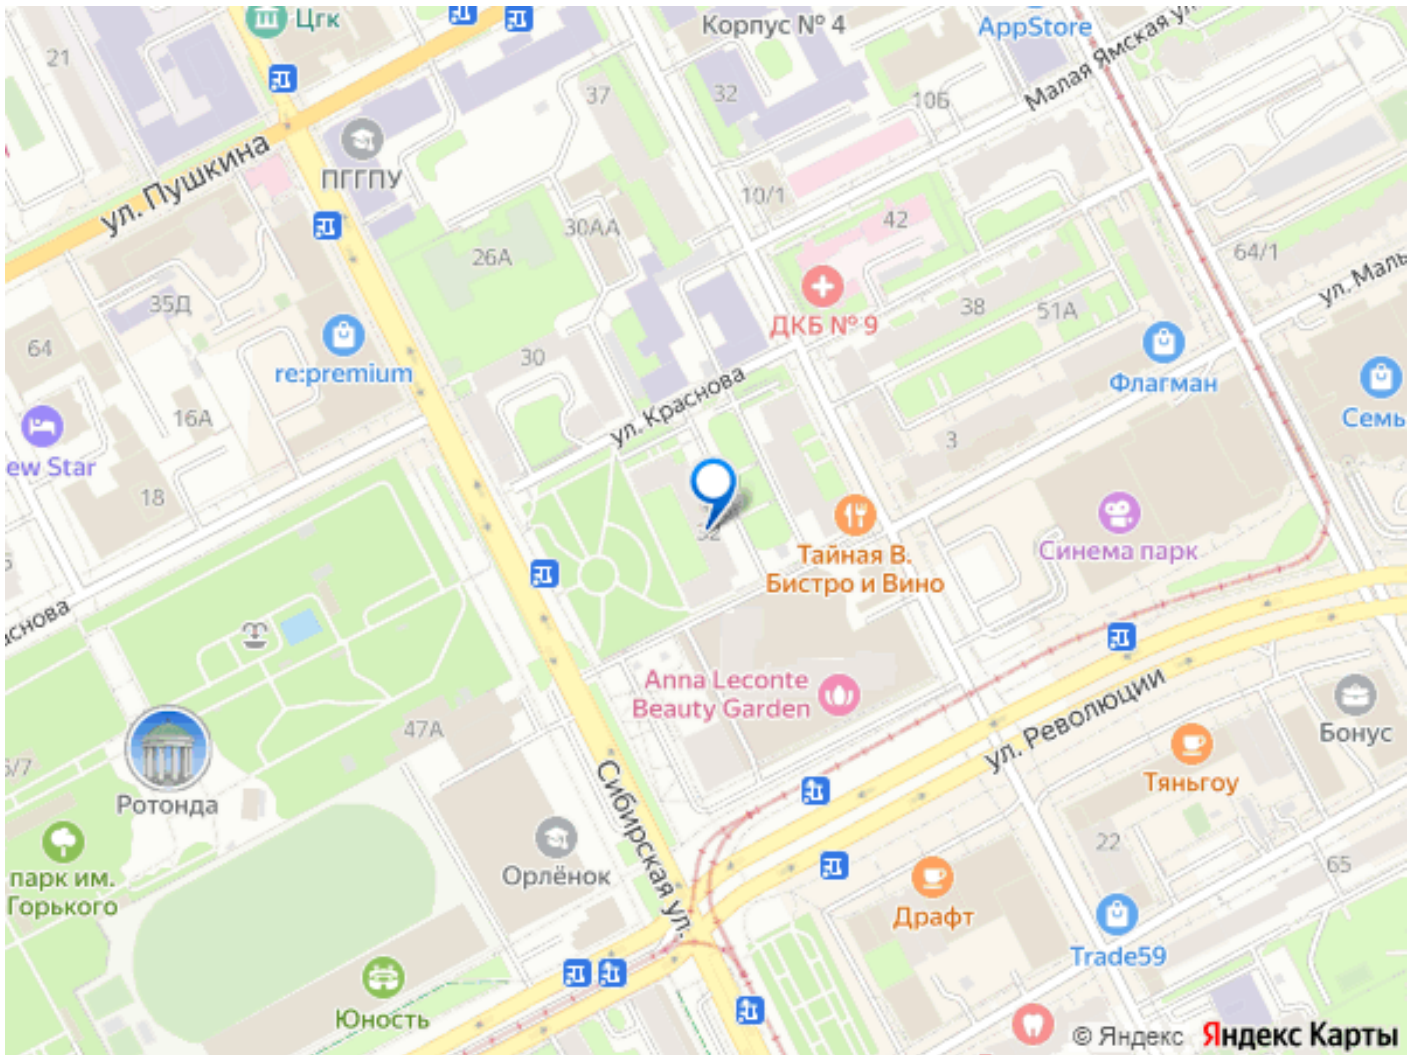 Цгк
Корпус № 4
AppStore
21
37
32
10Б
Малая Ямская ул.
ПГГПУ
ул. Пушкина
10/1
42
30АА
26А
64/1
ул. Малы
35Д
38
51А
ДКБ № 9
64
30
re:premium
Флагман
ул. Краснова
Семь
16А
3
ew Star
18
32
Синема парк
Тайная В.
Бистро и Вино
аснова
Anna Leconte
Beauty Garden
ул. Революции
47А
Бонус
6/7
Тяньгоу
Ротонда
Сибирская ул.
22
65
Орлёнок
парк им.
Горького
Драфт
Trade59
Юность
© Яндекс Яндекс Карты